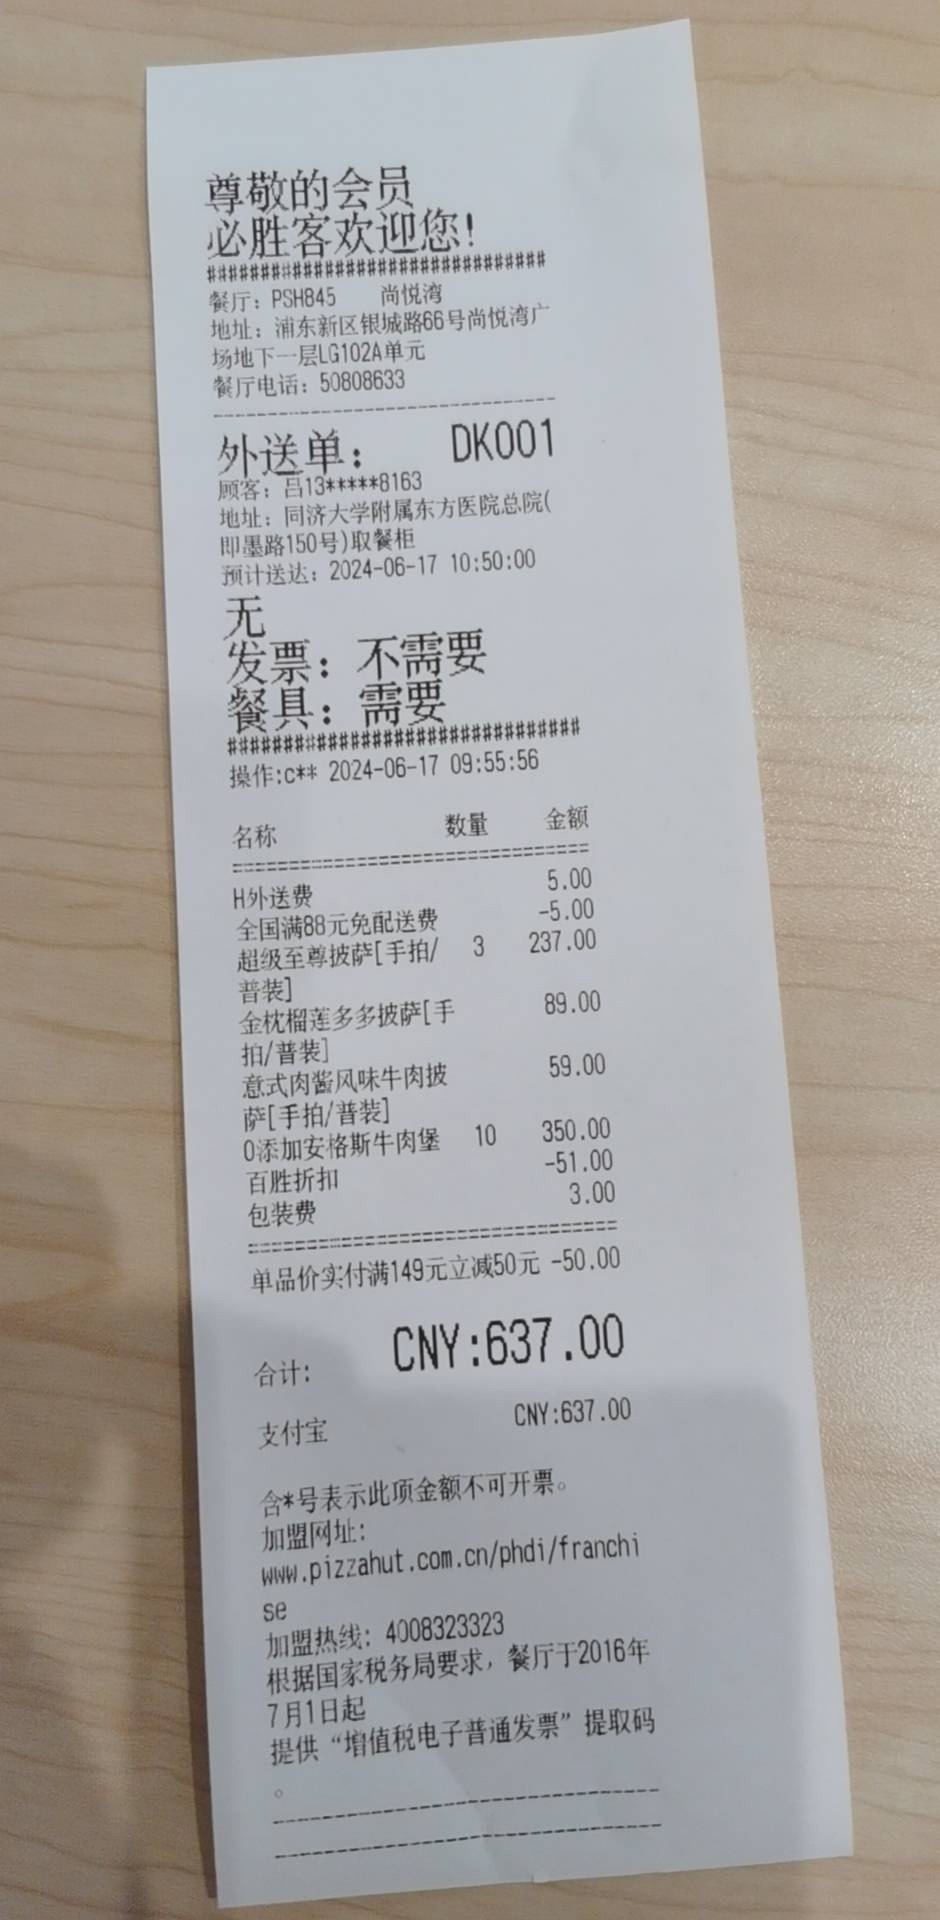 尊敬的会员
必胜客欢迎您!
################################
餐厅: PSH845 尚悦湾
地址: 浦东新区银城路66号尚悦湾广
场地下一层LG102A单元
餐厅电话: 50808633
--------------------------------
外送单: DK001
顾客: 吕13*****8163
地址: 同济大学附属东方医院总院(
即墨路150号)取餐柜
预计送达: 2024-06-17 10:50:00
无
发票: 不需要
餐具: 需要
################################
操作:c** 2024-06-17 09:55:56
名称 数量 金额
================================
H外送费 5.00
全国满88元免配送费 -5.00
超级至尊披萨[手拍/ 3 237.00
普装]
金枕榴莲多多披萨[手 89.00
拍/普装]
意式肉酱风味牛肉披 59.00
萨[手拍/普装]
0添加安格斯牛肉堡 10 350.00
百胜折扣 -51.00
包装费 3.00
================================
单品价实付满149元立减50元 -50.00
合计: CNY:637.00
支付宝 CNY:637.00
含*号表示此项金额不可开票。
加盟网址:
www.pizzahut.com.cn/phdi/franchi
se
加盟热线: 4008323323
根据国家税务局要求, 餐厅于2016年
7月1日起
提供“增值税电子普通发票”提取码
。
--------------------------------
--------------------------------